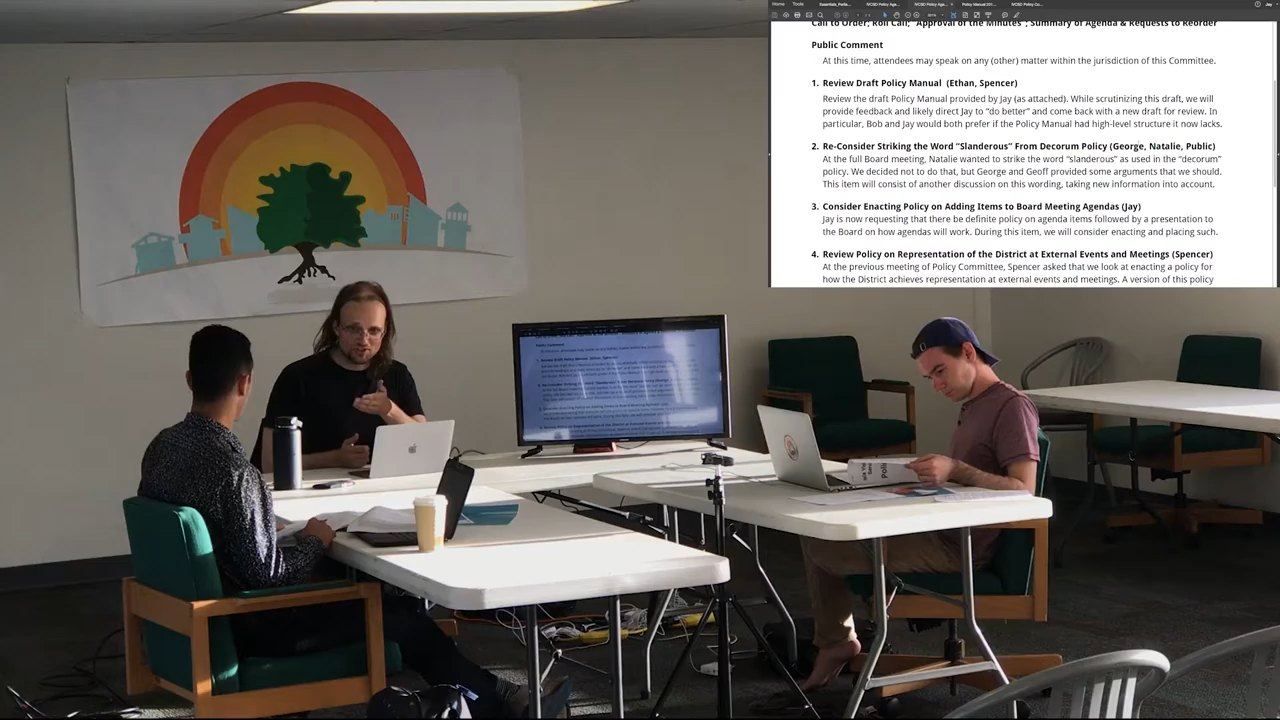 Home Tools
NCSD Policy Age...
NCSD Policy Age...
Jay
Call to Order; Roll Call; "Approval of the Minutes"; Summary of Agenda & Requests to Reorder
Public Comment
At this time, attendees may speak on any (other) matter within the jurisdiction of this Committee.
1. Review Draft Policy Manual (Ethan, Spencer)
Review the draft Policy Manual provided by Jay (as attached). While scrutinizing this draft, we will
provide feedback and likely direct Jay to "do better" and come back with a new draft for review. In
particular, Bob and Jay would both prefer if the Policy Manual had high-level structure it now lacks.
2. Re-Consider Striking the Word "Slanderous" From Decorum Policy (George, Natalie, Public)
At the full Board meeting, Natalie wanted to strike the word "slanderous" as used in the "decorum"
policy. We decided not to do that, but George and Geoff provided some arguments that we should.
This item will consist of another discussion on this wording, taking new information into account.
3. Consider Enacting Policy on Adding Items to Board Meeting Agendas (Jay)
Jay is now requesting that there be definite policy on agenda items followed by a presentation to
the Board on how agendas will work. During this item, we will consider enacting and placing such.
4. Review Policy on Representation of the District at External Events and Meetings (Spencer)
At the previous meeting of Policy Committee, Spencer asked that we look at enacting a policy for
how the District achieves representation at external events and meetings. A version of this policy